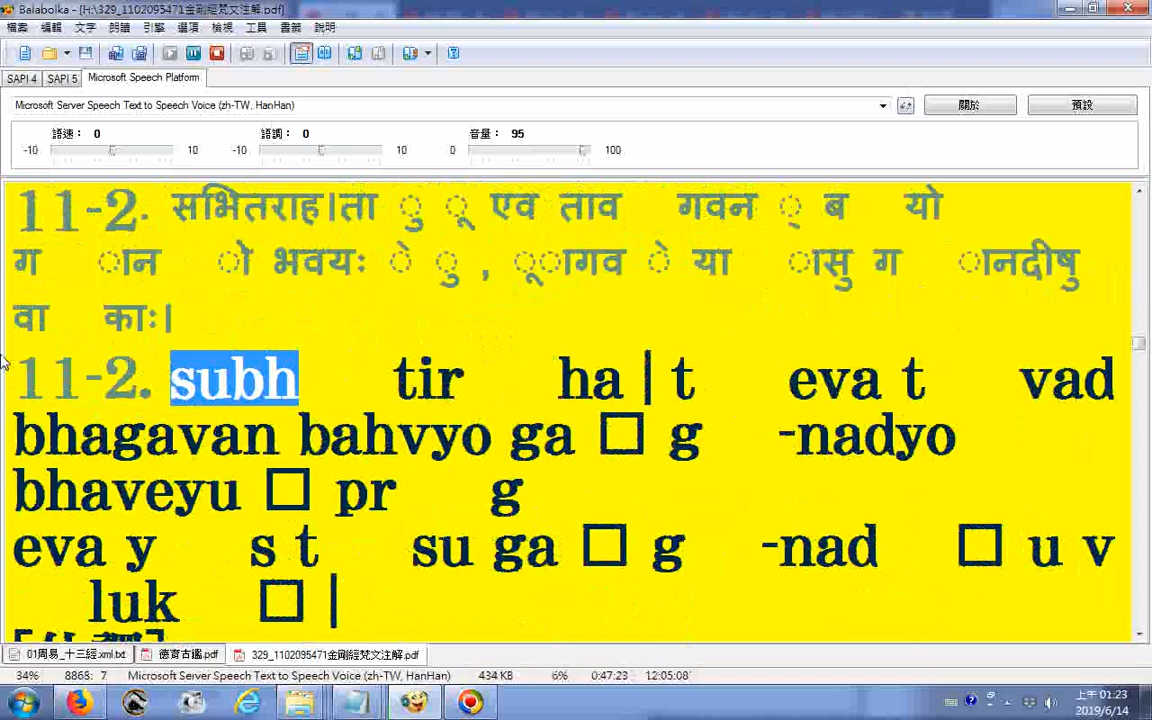 Balabolka - [H:\329_1102095471金剛經梵文注解.pdf]
檔案 編輯 文字 朗讀 引擎 選項 檢視 工具 書籤 說明
SAPI 4 SAPI 5 Microsoft Speech Platform
Microsoft Server Speech Text to Speech Voice (zh-TW, HanHan) 關於 預設
語速： 0 語調： 0 音量： 95
-10 10 -10 10 0 100
11-2. सभितराह।ता ु ू एव ताव गवन ् ब यो
ग ान ो भवयः े ु , ूागव े या ासु ग ानदीषु
वा काः।
11-2. subh tir ha | t eva t vad
bhagavan bahvyo ga □ g -nadyo
bhaveyu □ pr g
eva y s t su ga □ g -nad □ u v
luk □ |
01周易_十三經.xml.txt 德育古鑑.pdf 329_1102095471金剛經梵文注解.pdf
34% 8868: 7 Microsoft Server Speech Text to Speech Voice (zh-TW, HanHan) 434 KB 6% 0:47:23 12:05:08
上午 01:23
2019/6/14